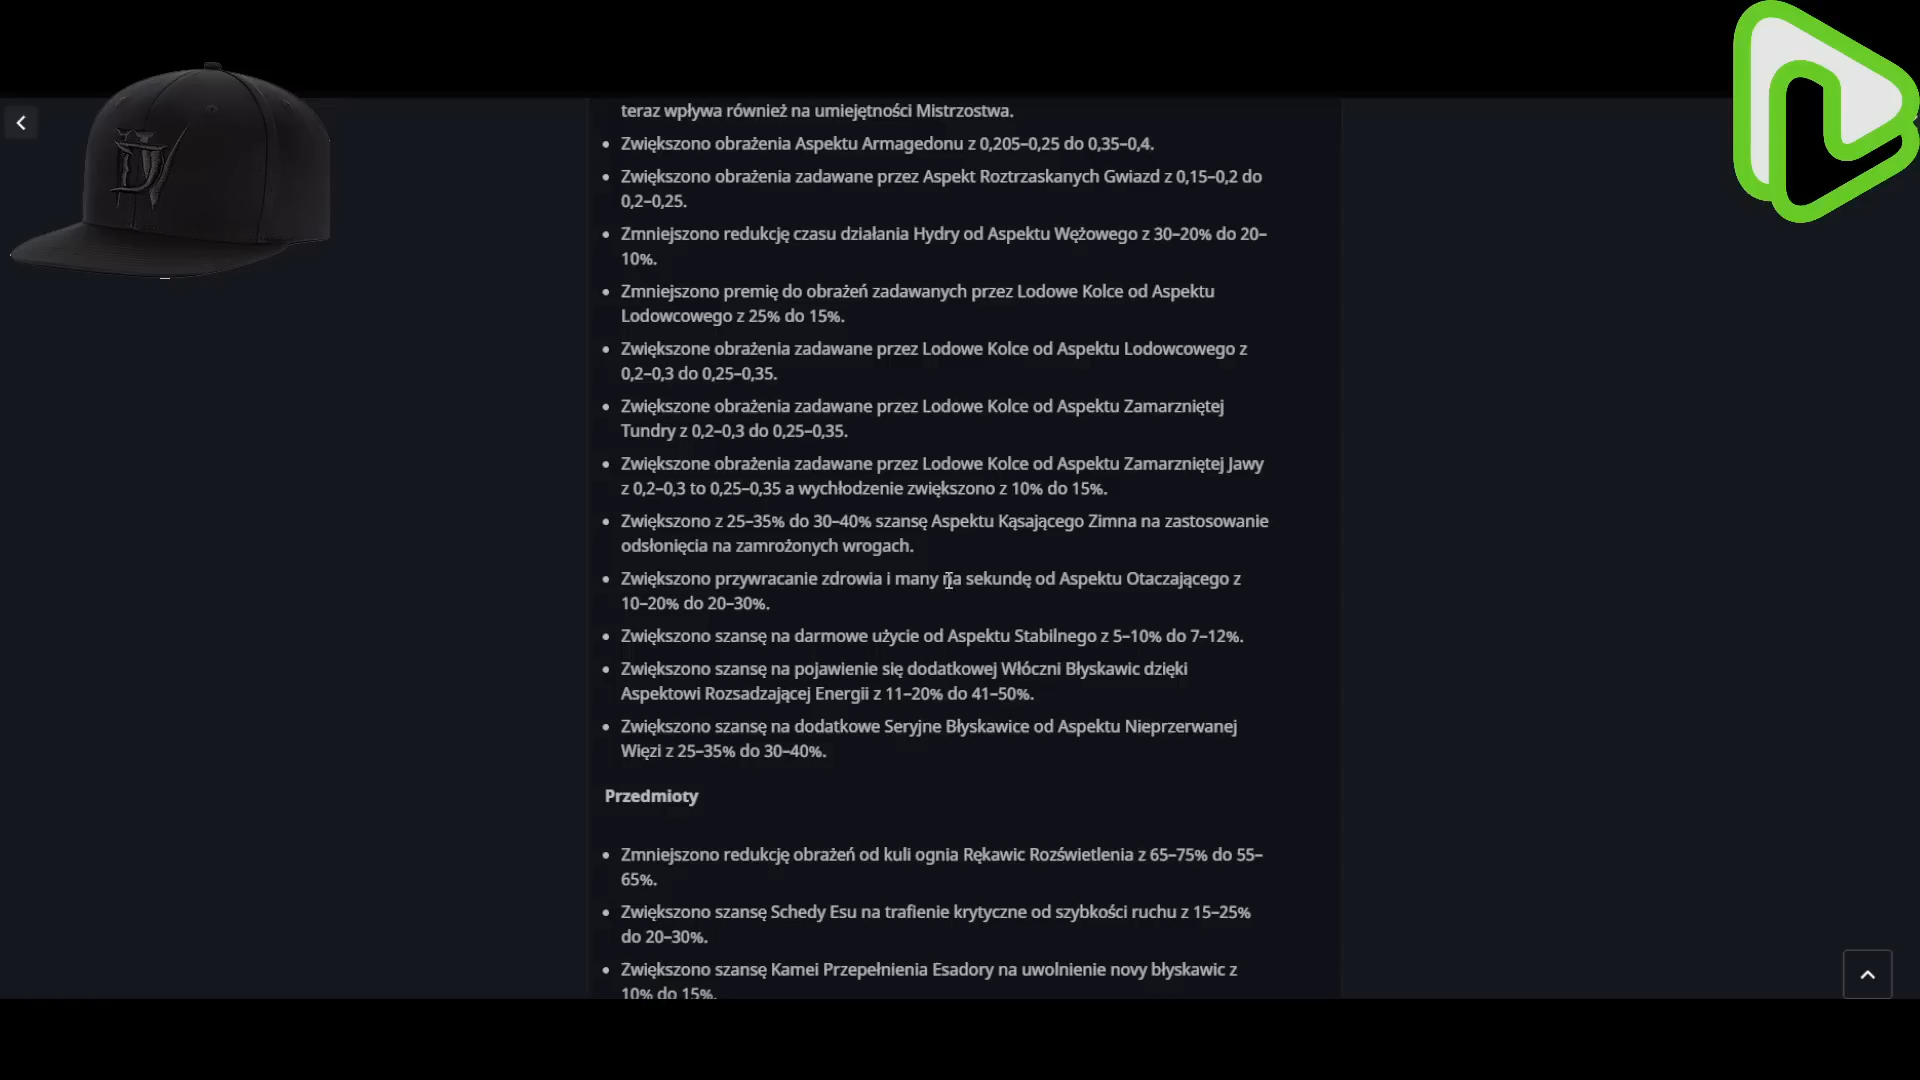 teraz wpływa również na umiejętności Mistrzostwa.
Zwiększono obrażenia Aspektu Armagedonu z 0,205–0,25 do 0,35–0,4.
Zwiększono obrażenia zadawane przez Aspekt Roztrzaskanych Gwiazd z 0,15–0,2 do
0,2–0,25.
Zmniejszono redukcję czasu działania Hydry od Aspektu Wężowego z 30–20% do 20–
10%.
Zmniejszono premię do obrażeń zadawanych przez Lodowe Kolce od Aspektu
Lodowcowego z 25% do 15%.
Zwiększone obrażenia zadawane przez Lodowe Kolce od Aspektu Lodowcowego z
0,2–0,3 do 0,25–0,35.
Zwiększone obrażenia zadawane przez Lodowe Kolce od Aspektu Zamarzniętej
Tundry z 0,2–0,3 do 0,25–0,35.
Zwiększone obrażenia zadawane przez Lodowe Kolce od Aspektu Zamarzniętej Jawy
z 0,2–0,3 to 0,25–0,35 a wychłodzenie zwiększono z 10% do 15%.
Zwiększono z 25–35% do 30–40% szansę Aspektu Kąsającego Zimna na zastosowanie
odsłonięcia na zamrożonych wrogach.
Zwiększono przywracanie zdrowia i many na sekundę od Aspektu Otaczającego z
10–20% do 20–30%.
Zwiększono szansę na darmowe użycie od Aspektu Stabilnego z 5–10% do 7–12%.
Zwiększono szansę na pojawienie się dodatkowej Włóczni Błyskawic dzięki
Aspektowi Rozsadzającej Energii z 11–20% do 41–50%.
Zwiększono szansę na dodatkowe Seryjne Błyskawice od Aspektu Nieprzerwanej
Więzi z 25–35% do 30–40%.
Przedmioty
Zmniejszono redukcję obrażeń od kuli ognia Rękawic Rozświetlenia z 65–75% do 55–
65%.
Zwiększono szansę Schedy Esu na trafienie krytyczne od szybkości ruchu z 15–25%
do 20–30%.
Zwiększono szansę Kamei Przepełnienia Esadory na uwolnienie novy błyskawic z
10% do 15%.